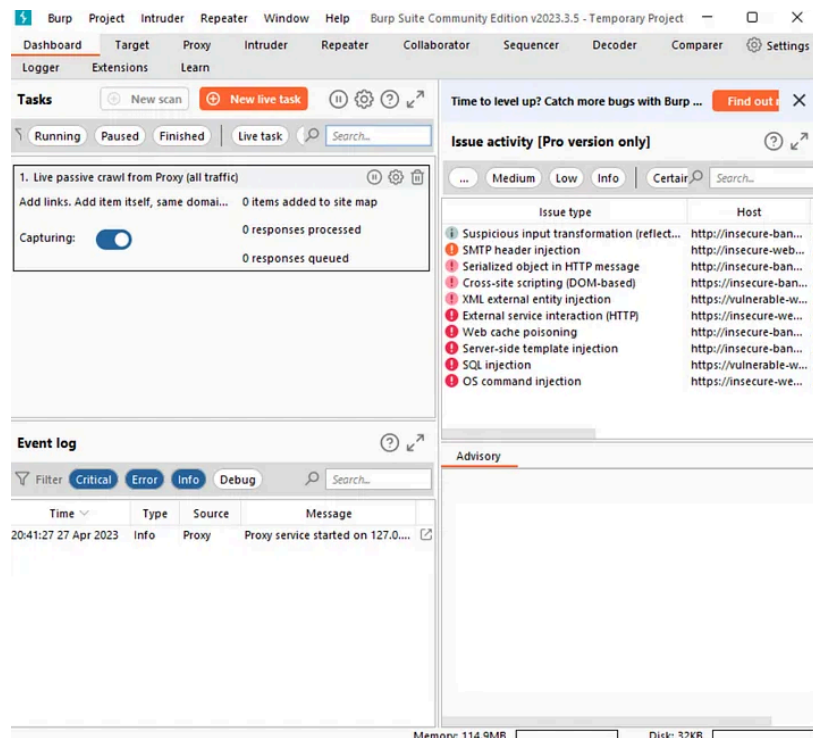 Burp Project Intruder Repeater Window Help Burp Suite Community Edition v2023.3.5 - Temporary Project
Dashboard Target Proxy Intruder Repeater Collaborator Sequencer Decoder Comparer Settings
Logger Extensions Learn
Tasks New scan New live task
Running Paused Finished Live task Search...
1. Live passive crawl from Proxy (all traffic)
Add links. Add item itself, same domai... 0 items added to site map
Capturing: 0 responses processed
0 responses queued
Event log
Filter Critical Error Info Debug Search...
Time Type Source Message
20:41:27 27 Apr 2023 Info Proxy Proxy service started on 127.0....
Time to level up? Catch more bugs with Burp ... Find out
Issue activity [Pro version only]
... Medium Low Info Certain Search...
Issue type Host
Suspicious input transformation (reflect... http://insecure-ban...
SMTP header injection http://insecure-web...
Serialized object in HTTP message http://insecure-ban...
Cross-site scripting (DOM-based) https://insecure-ban...
XML external entity injection https://vulnerable-w...
External service interaction (HTTP) http://insecure-we...
Web cache poisoning http://insecure-ban...
Server-side template injection http://insecure-ban...
SQL injection https://vulnerable-w...
OS command injection https://insecure-we...
Advisory
Memory: 114.9MB Disk: 32KB